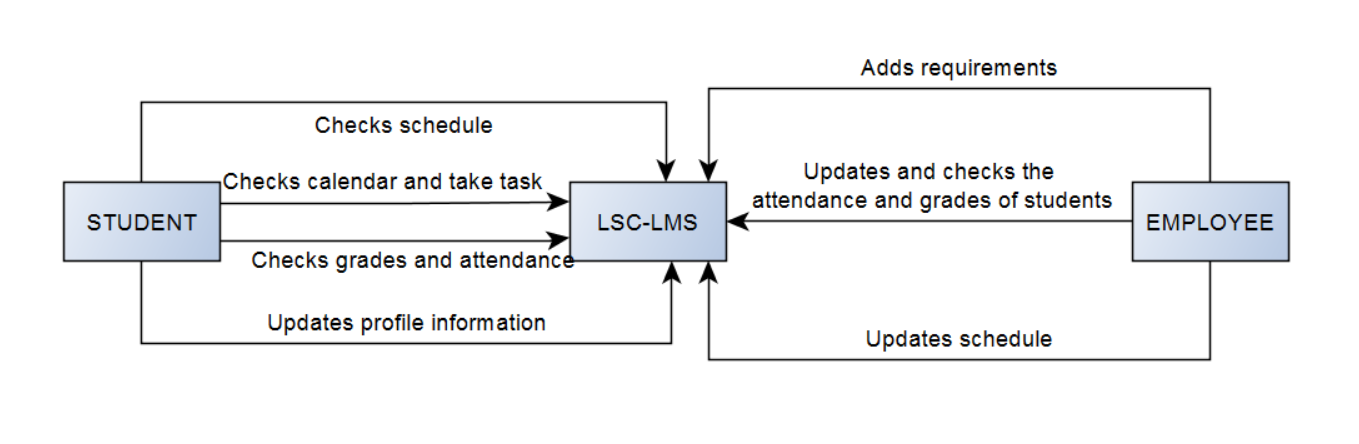 Adds requirements
Checks schedule
Checks calendar and take task
Updates and checks the
attendance and grades of students
STUDENT
LSC-LMS
EMPLOYEE
Checks grades and attendance
Updates profile information
Updates schedule